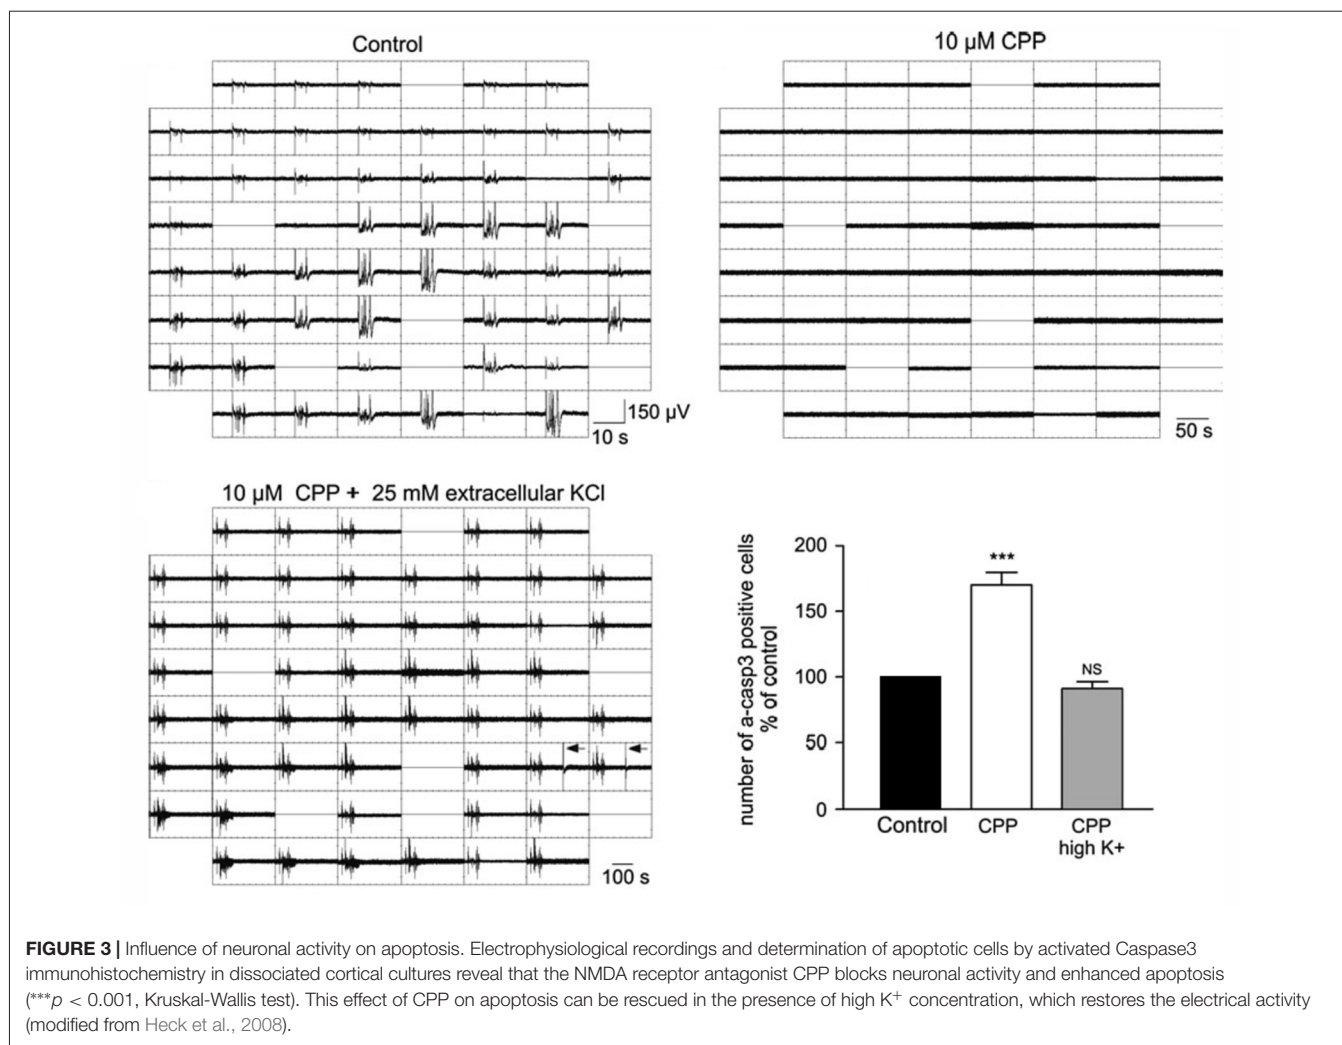 Control
10 µM CPP
150 µV
10 s
50 s
10 µM CPP + 25 mM extracellular KCl
100 s
number of a-casp3 positive cells
% of control
200
150
100
50
0
***
NS
Control
CPP
CPP
high K+
FIGURE 3 | Influence of neuronal activity on apoptosis. Electrophysiological recordings and determination of apoptotic cells by activated Caspase3
immunohistochemistry in dissociated cortical cultures reveal that the NMDA receptor antagonist CPP blocks neuronal activity and enhanced apoptosis
(***p < 0.001, Kruskal-Wallis test). This effect of CPP on apoptosis can be rescued in the presence of high K⁺ concentration, which restores the electrical activity
(modified from Heck et al., 2008).